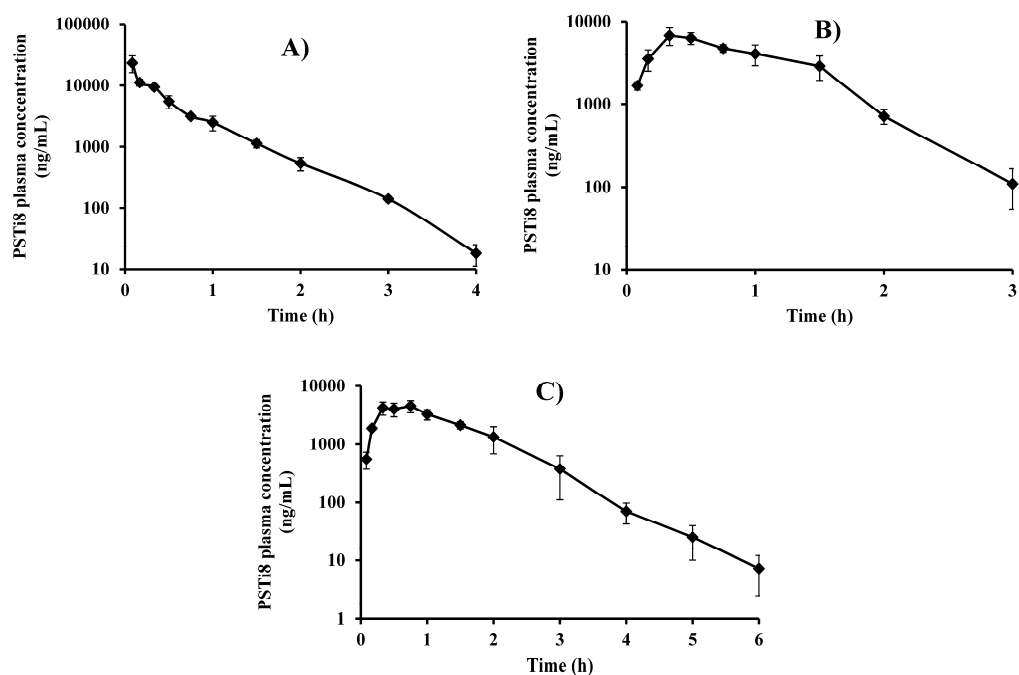 A)
PSTi8 plasma conccentration
(ng/mL)
100000
10000
1000
100
10
0 1 2 3 4
Time (h)
B)
PSTi8 plasma concentration
(ng/mL)
10000
1000
100
10
0 1 2 3
Time (h)
C)
PSTi8 plasma concentration
(ng/mL)
10000
1000
100
10
1
0 1 2 3 4 5 6
Time (h)